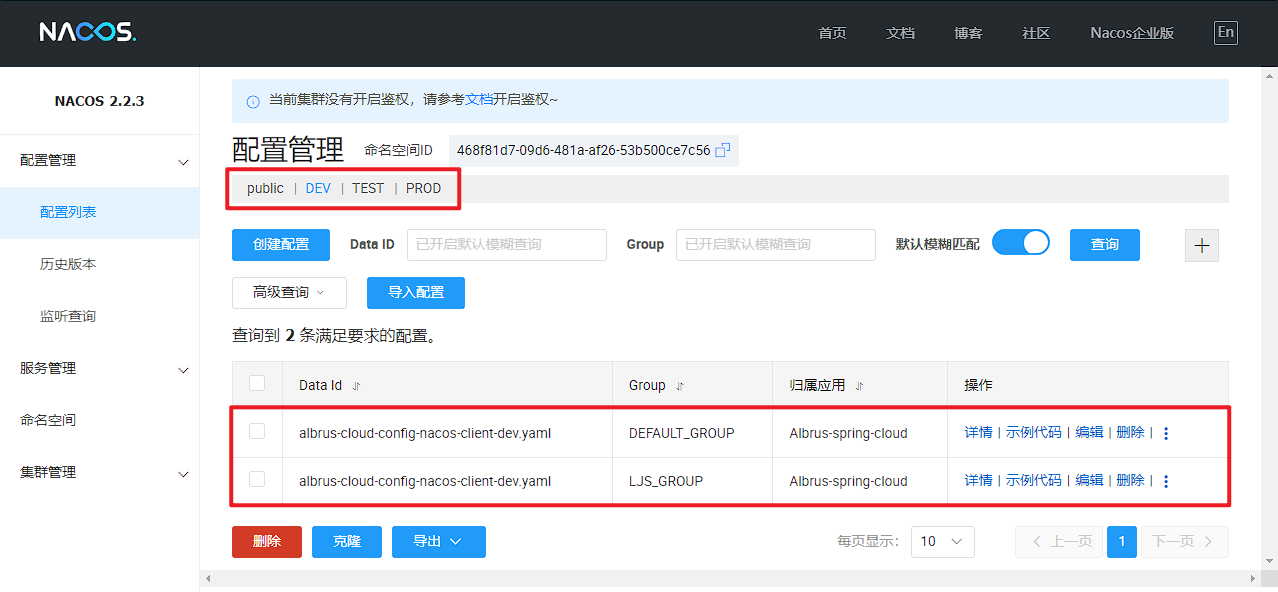 NACOS.
首页 文档 博客 社区 Nacos企业版 En
NACOS 2.2.3
配置管理
配置列表
历史版本
监听查询
服务管理
命名空间
集群管理
当前集群没有开启鉴权，请参考文档开启鉴权~
配置管理 命名空间ID 468f81d7-09d6-481a-af26-53b500ce7c56
public | DEV | TEST | PROD
创建配置 Data ID 已开启默认模糊查询 Group 已开启默认模糊查询 默认模糊匹配 查询
高级查询 导入配置
查询到 2 条满足要求的配置。
Data Id Group 归属应用 操作
albrus-cloud-config-nacos-client-dev.yaml DEFAULT_GROUP Albrus-spring-cloud 详情 | 示例代码 | 编辑 | 删除 |
albrus-cloud-config-nacos-client-dev.yaml LJS_GROUP Albrus-spring-cloud 详情 | 示例代码 | 编辑 | 删除 |
删除 克隆 导出 每页显示： 10 上一页 1 下一页